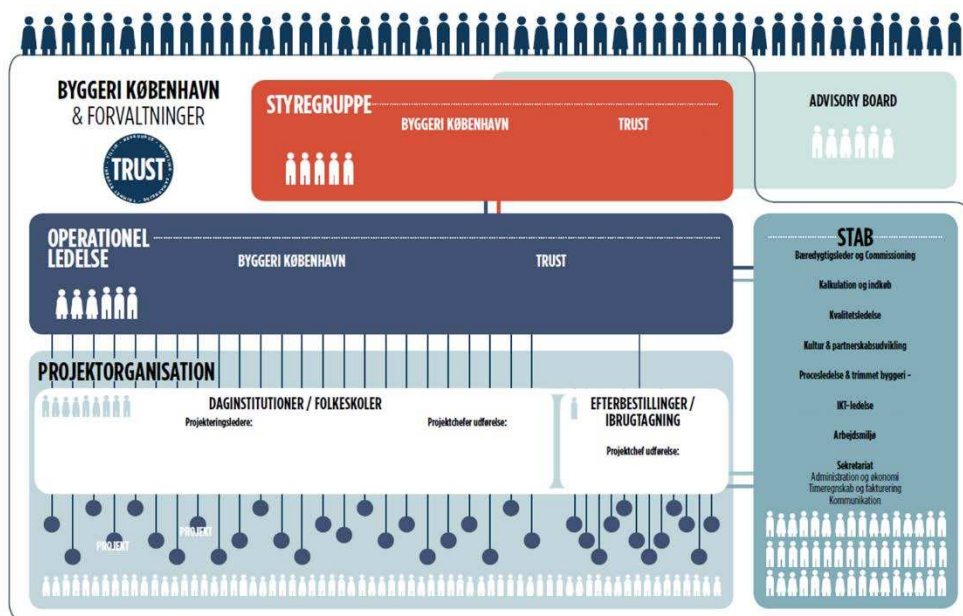 BYGGERI KØBENHAVN
& FORVALTNINGER
TRUST
STYREGRUPPE
BYGGERI KØBENHAVN
TRUST
ADVISORY BOARD
OPERATIONEL
LEDELSE
BYGGERI KØBENHAVN
TRUST
STAB
Bæredygtigsleder og Commissioning
Kalkulation og indkøb
Kvalitetsledelse
Kultur & partnerskabsudvikling
Procesledelse & trimmet byggeri -
IKT-ledelse
Arbejdsmiljø
Sekretariat
Administration og økonomi
Timeregnskab og fakturering
Kommunikation
PROJEKTORGANISATION
DAGINSTITUTIONER / FOLKESKOLER
Projekteringsledere:
Projektchefer udførelse:
EFTERBESTILLINGER /
IBRUGTAGNING
Projektchef udførelse:
PROJEKT
PROJEKT